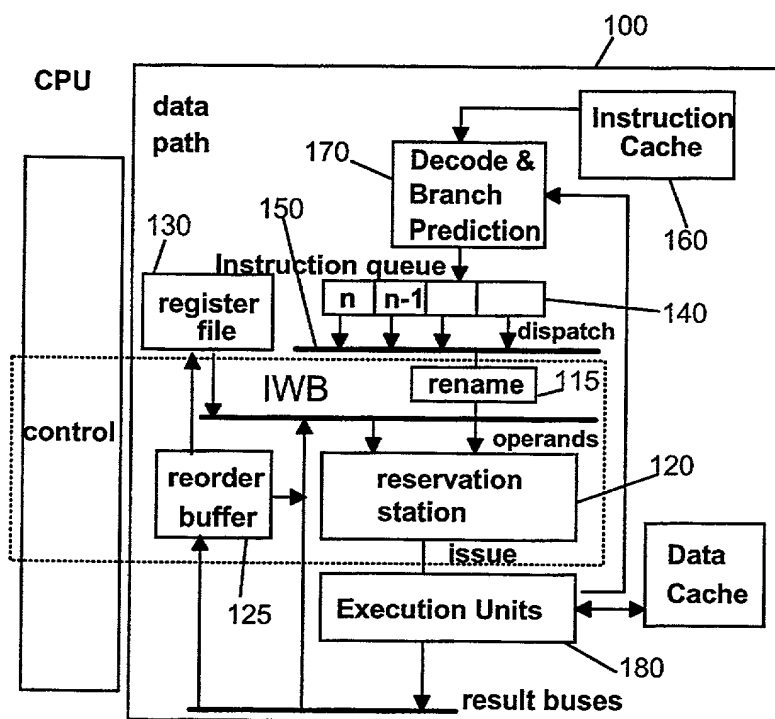 100
CPU
data
path
Instruction
Cache
170
Decode &
Branch
Prediction
160
150
130
Instruction queue
register
file
n
n-1
140
dispatch
IWB
rename
115
control
operands
reorder
buffer
reservation
station
120
issue
125
Execution Units
Data
Cache
180
result buses